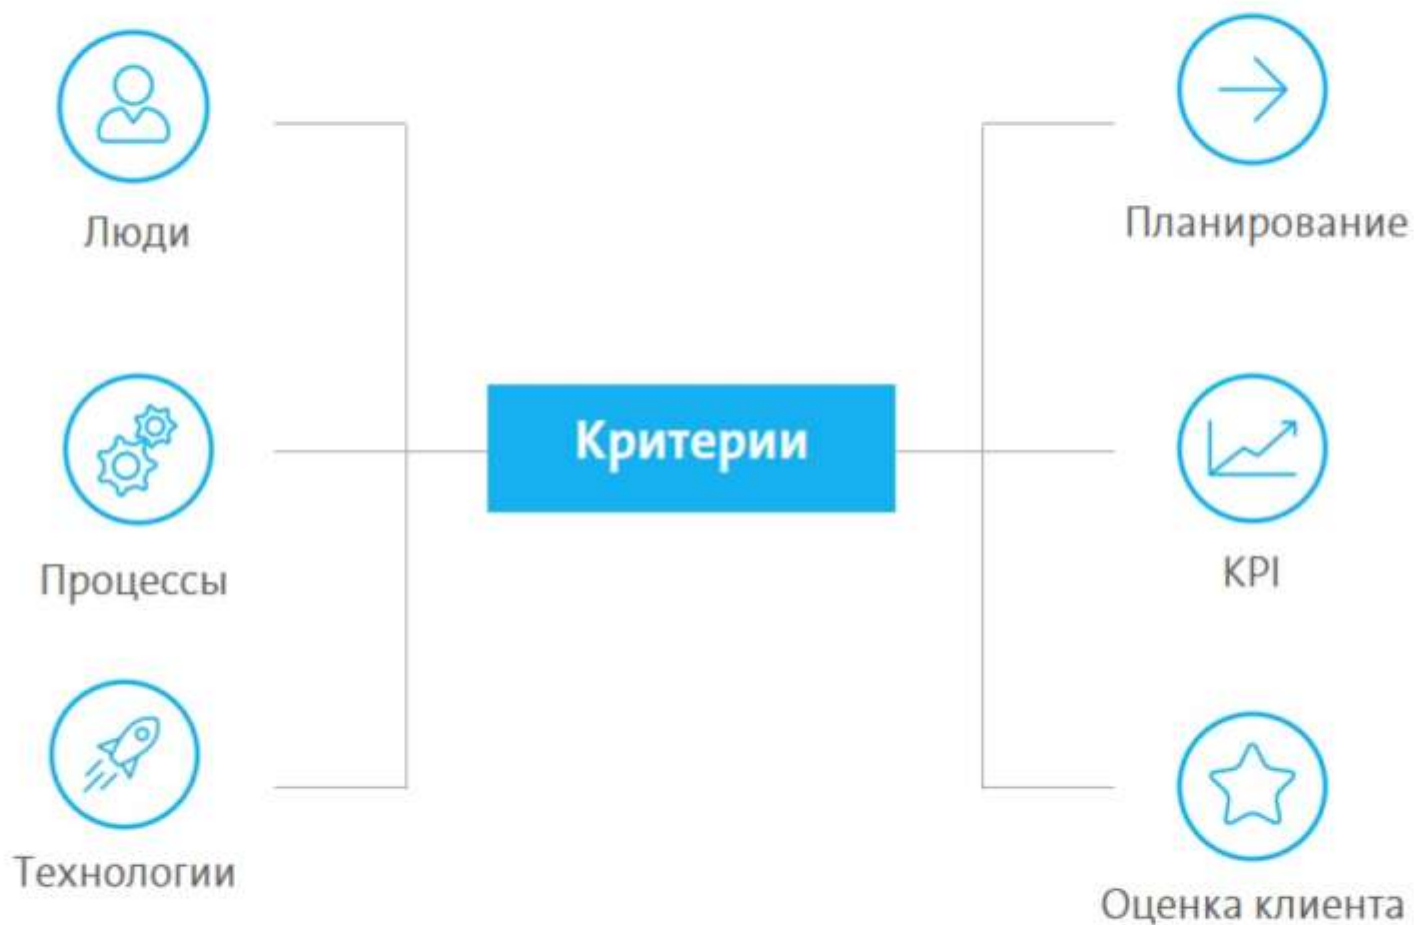 Люди
Процессы
Технологии
Критерии
Планирование
KPI
Оценка клиента